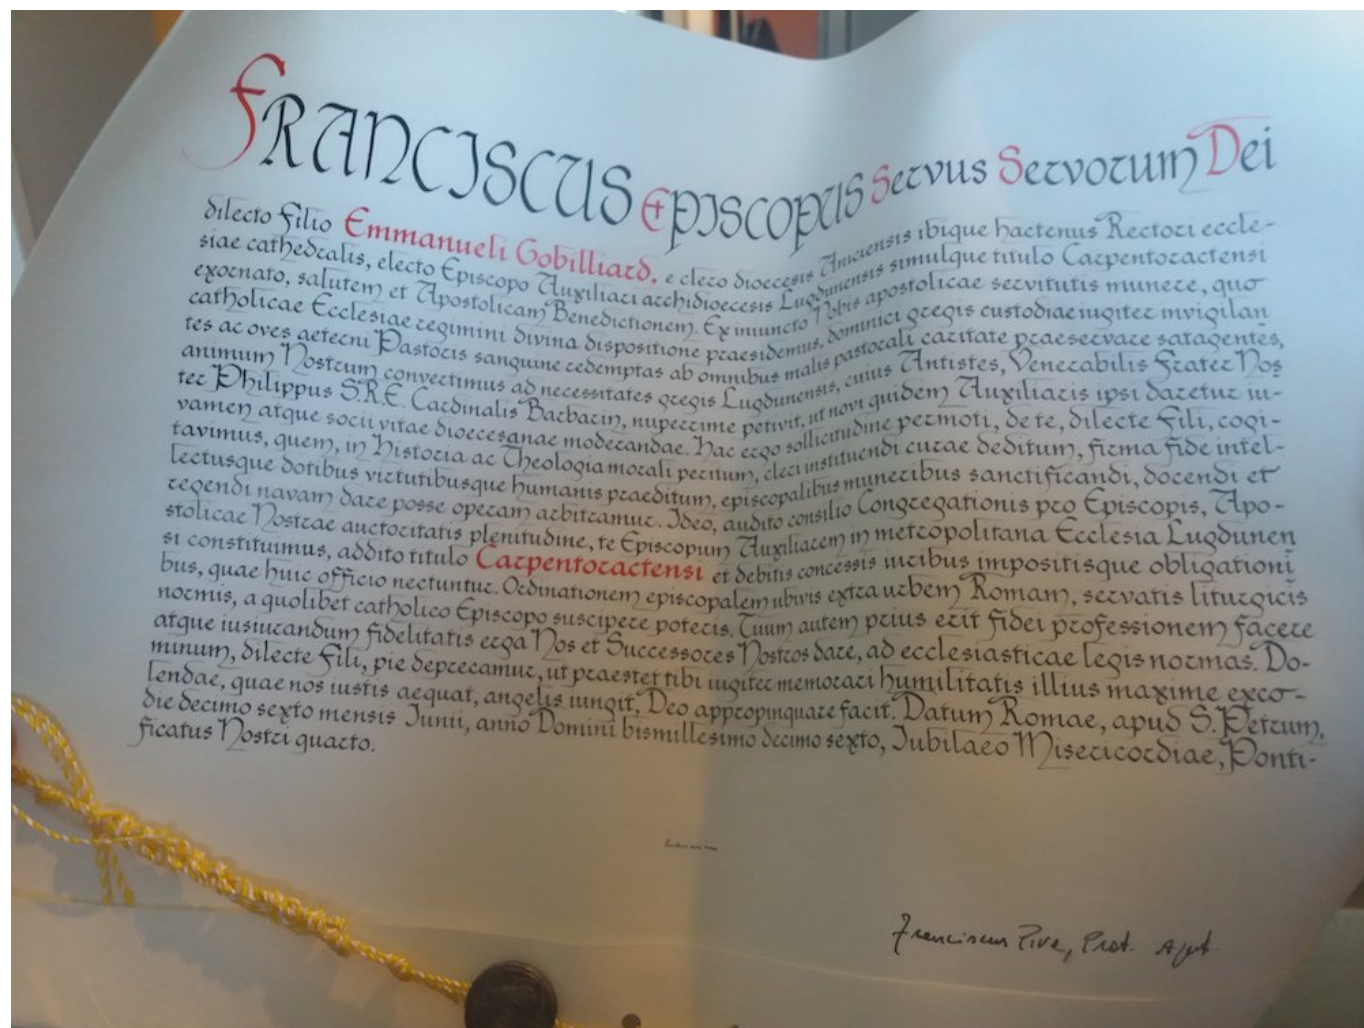 FRANCISCUS EPISCOPUS Servus Servorum Dei
dilecto Filio Emmanueli Gobilliard, e clero dioecesis Aniciensis ibique hactenus Rectori eccle-
siae cathedralis, electo Episcopo Auxiliari archidioecesis Lugdunensis simulque titulo Carpentoractensi
exornato, salutem et Apostolicam Benedictionem. Ex iniuncto Nobis apostolicae servitutis munere, quo
catholicae Ecclesiae regimini divina dispositione praesidemus, dominici gregis custodiae iugiter invigilan
tes ac oves aeterni Pastoris sanguine redemptas ab omnibus malis pastorali caritate praeservare satagentes,
animum Nostrum convertimus ad necessitates gregis Lugdunensis, cuius Antistes, Venerabilis Frater Nos
ter Philippus S.R.E. Cardinalis Barbarin, nuperrime petivit, ut novi quidem Auxiliaris ipsi daretur iu-
vamen atque socii vitae dioecesanae moderandae. Hac ergo sollicitudine permoti, de te, dilecte Fili, cogi-
tavimus, quem, in Historia ac Theologia morali peritum, cleri instituendi curae deditum, firma fide intel-
lectusque dotibus virtutibusque humanis praeditum, episcopalibus muneribus sanctificandi, docendi et
regendi navam dare posse operam arbitramur. Ideo, audito consilio Congregationis pro Episcopis, Apo-
stolicae Nostrae auctoritatis plenitudine, te Episcopum Auxiliarem in metropolitana Ecclesia Lugdunen
si constituimus, addito titulo Carpentoractensi et debitis concessis iuribus impositisque obligationi
bus, quae huic officio nectuntur. Ordinationem episcopalem ubivis extra urbem Romam, servatis liturgicis
normis, a quolibet catholico Episcopo suscipere poteris. Tuum autem prius erit fidei professionem facere
atque iusiurandum fidelitatis erga Nos et Successores Nostros dare, ad ecclesiasticae legis normas. Do-
minum, dilecte Fili, pie deprecamur, ut praestet tibi iugiter memorari humilitatis illius maxime exco-
lendae, quae nos iustis aequat, angelis iungit, Deo appropinquare facit. Datum Romae, apud S. Petrum,
die decimo sexto mensis Iunii, anno Domini bismillesimo decimo sexto, Iubilaeo Misericordiae, Ponti-
ficatus Nostri quarto.
Franciscus Piva, Prot. Apt.